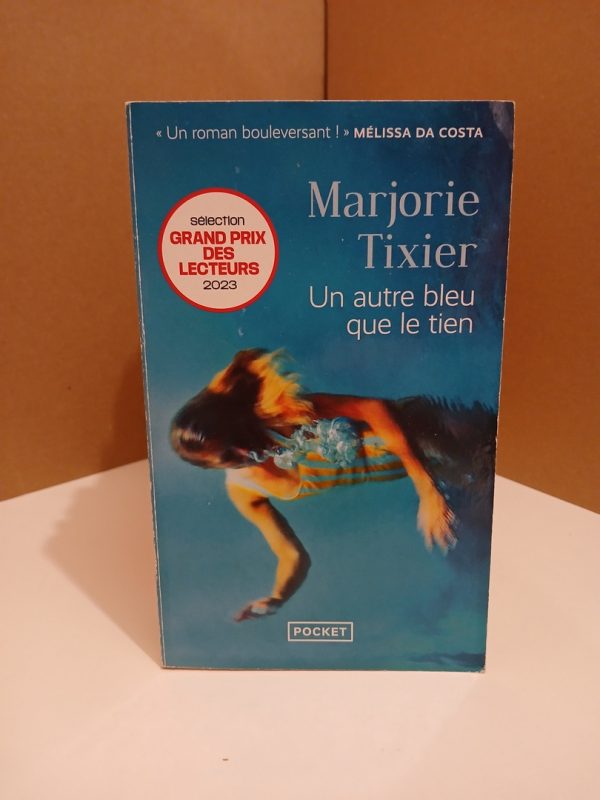 « Un roman bouleversant ! » MÉLISSA DA COSTA
Marjorie
Tixier
Un autre bleu
que le tien
sélection
GRAND PRIX
DES
LECTEURS
2023
POCKET